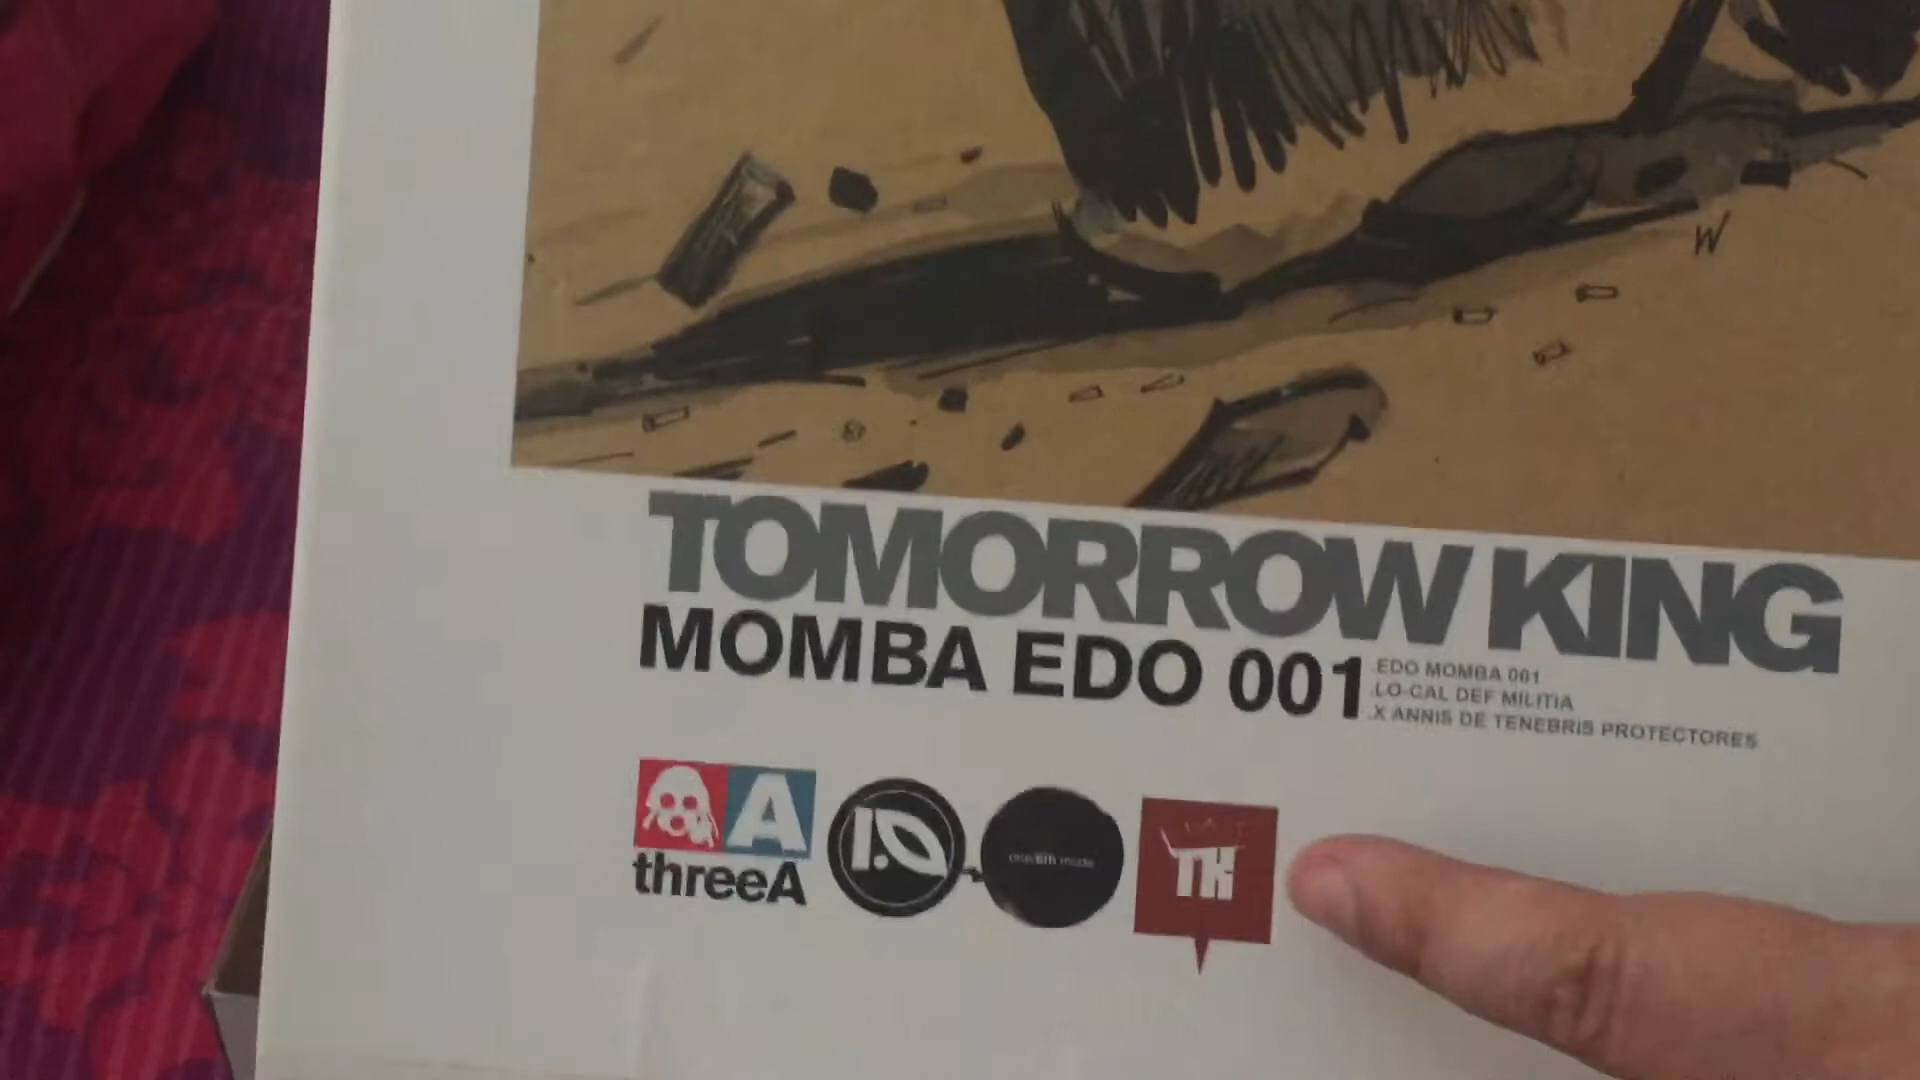 W
TOMORROW KING
MOMBA EDO 001
.EDO MOMBA 001
.LO-CAL DEF MILITIA
.X ANNIS DE TENEBRIS PROTECTORES
A
threeA
TK